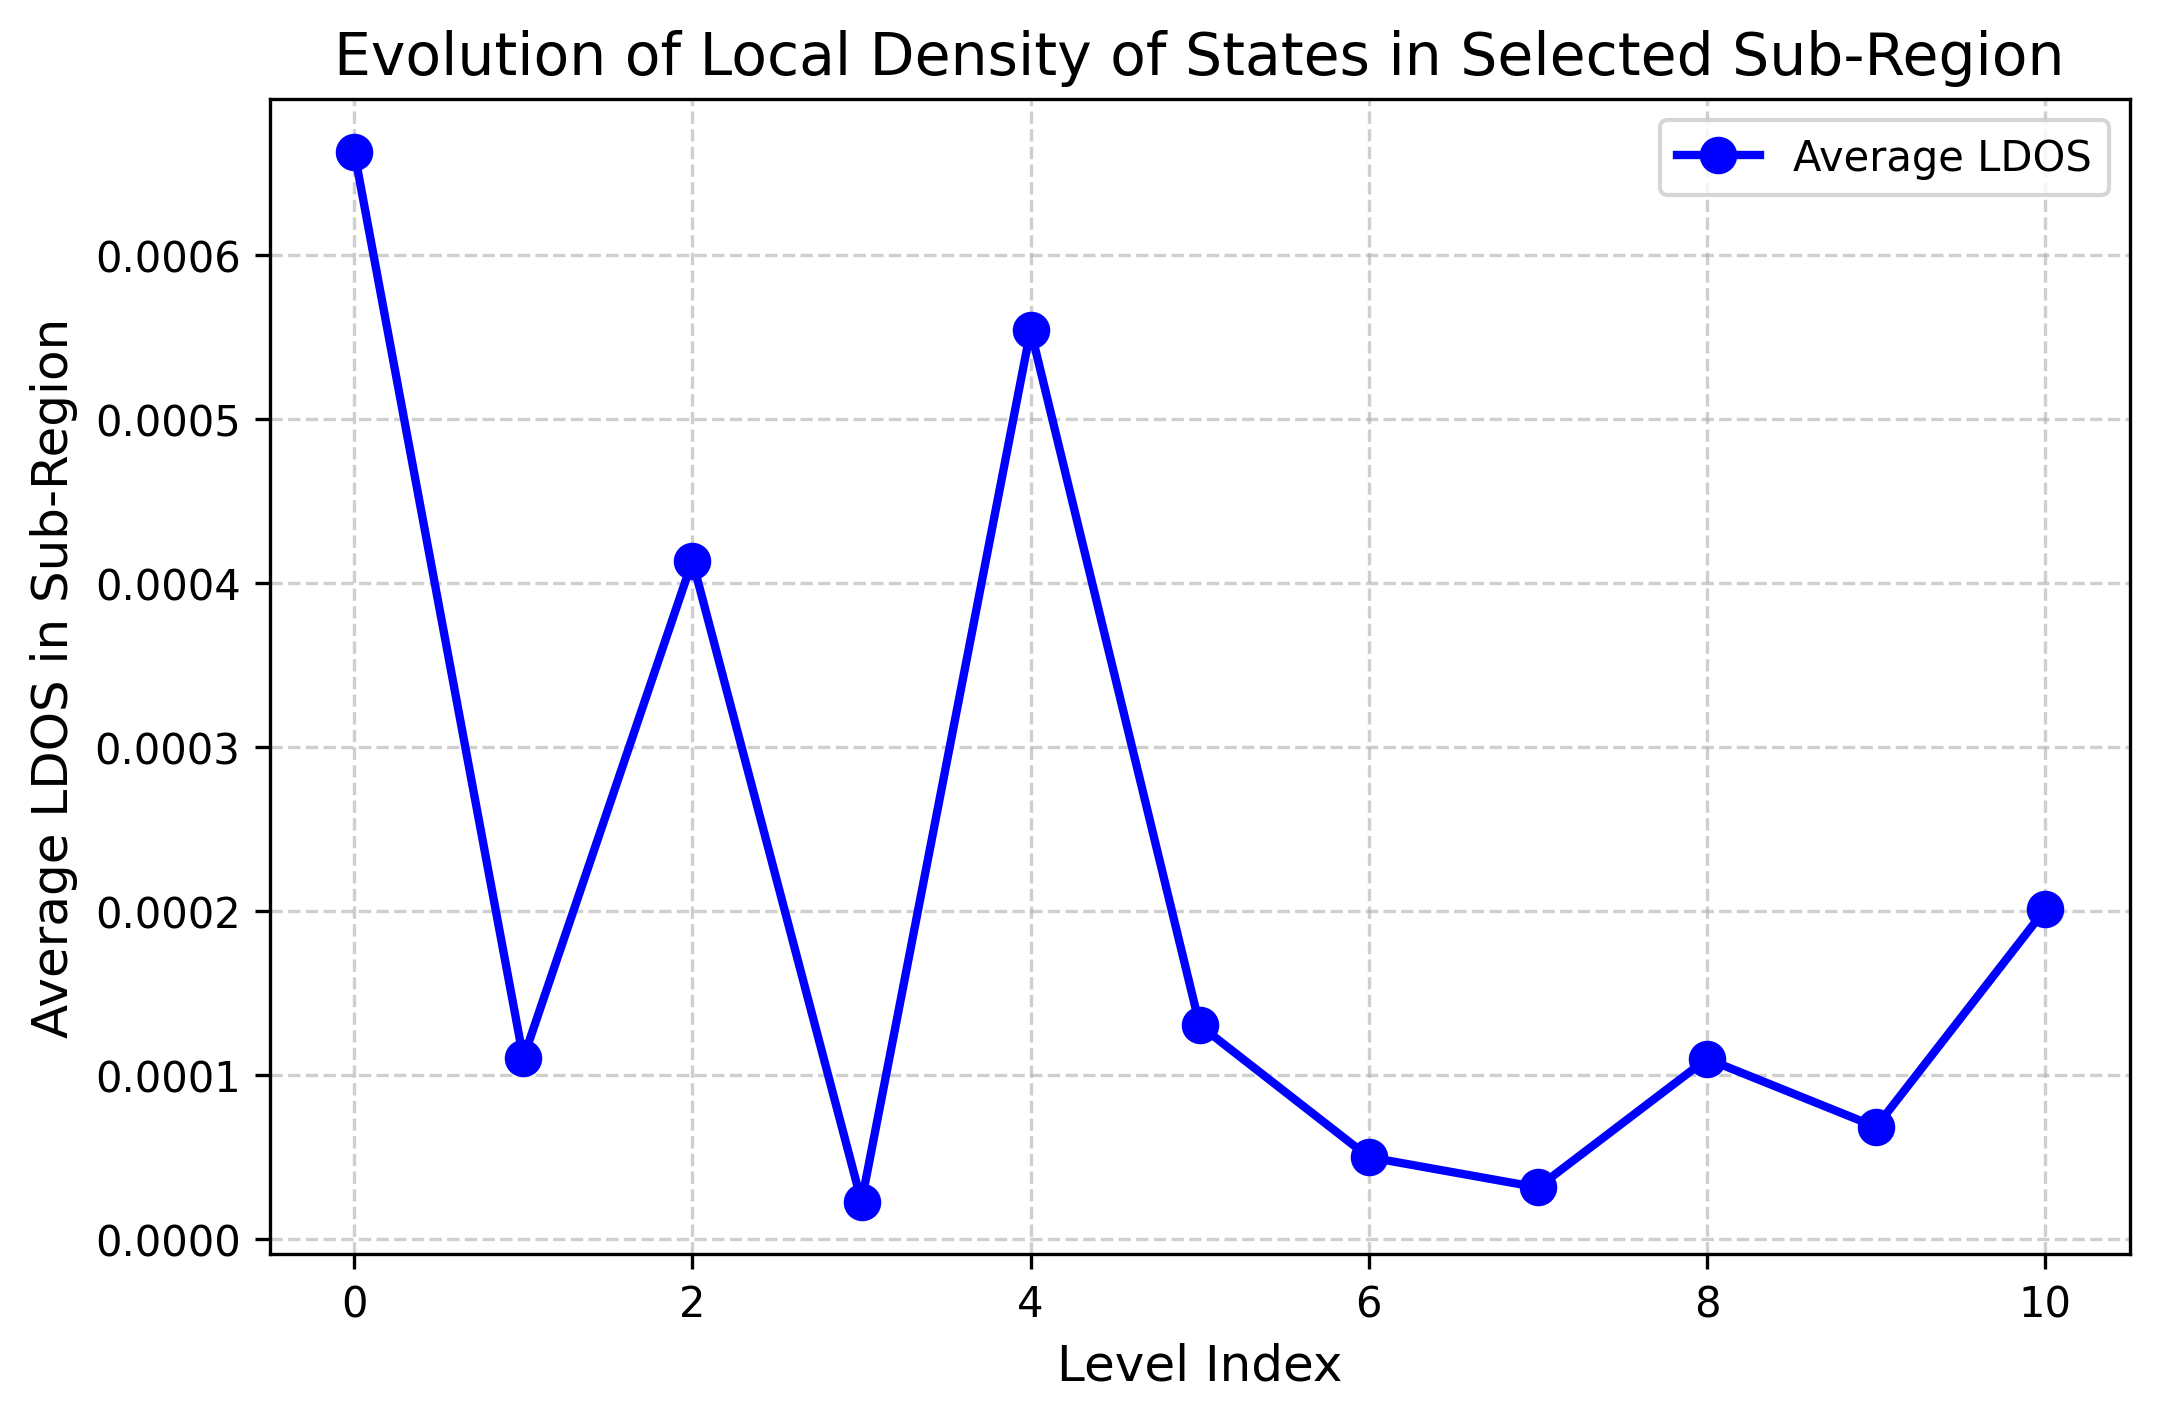 Evolution of Local Density of States in Selected Sub-Region
Average LDOS
Average LDOS in Sub-Region
0.0006
0.0005
0.0004
0.0003
0.0002
0.0001
0.0000
0 2 4 6 8 10
Level Index